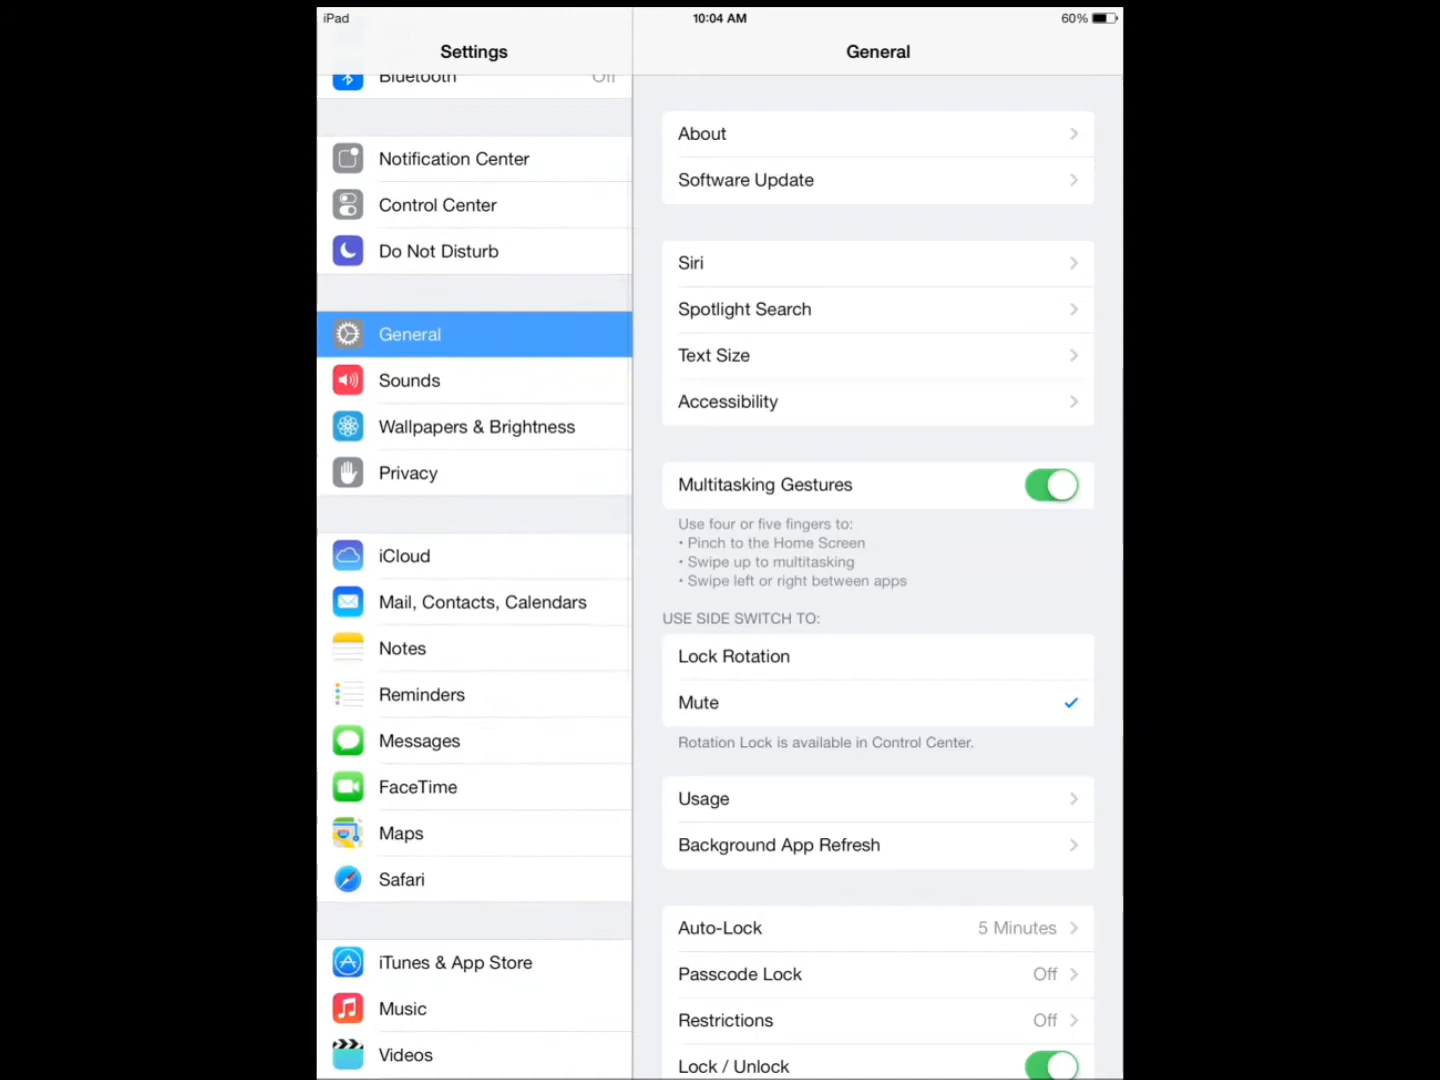 iPad
10:04 AM
60%
Settings
General
Bluetooth Off
Notification Center
Control Center
Do Not Disturb
General
Sounds
Wallpapers & Brightness
Privacy
iCloud
Mail, Contacts, Calendars
Notes
Reminders
Messages
FaceTime
Maps
Safari
iTunes & App Store
Music
Videos
About
Software Update
Siri
Spotlight Search
Text Size
Accessibility
Multitasking Gestures
Use four or five fingers to:
• Pinch to the Home Screen
• Swipe up to multitasking
• Swipe left or right between apps
USE SIDE SWITCH TO:
Lock Rotation
Mute
Rotation Lock is available in Control Center.
Usage
Background App Refresh
Auto-Lock 5 Minutes
Passcode Lock Off
Restrictions Off
Lock / Unlock